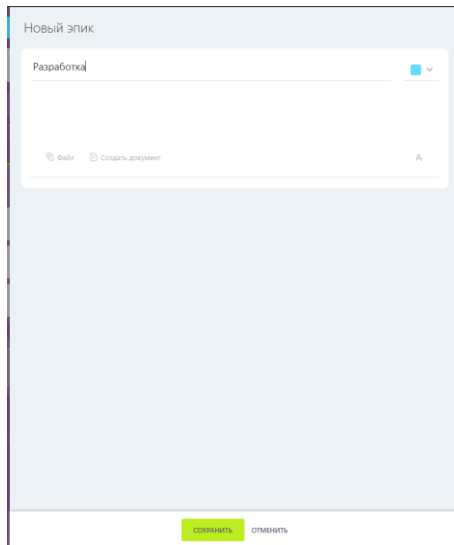 Новый эпик
Разработка
Файл Создать документ A
СОХРАНИТЬ ОТМЕНИТЬ